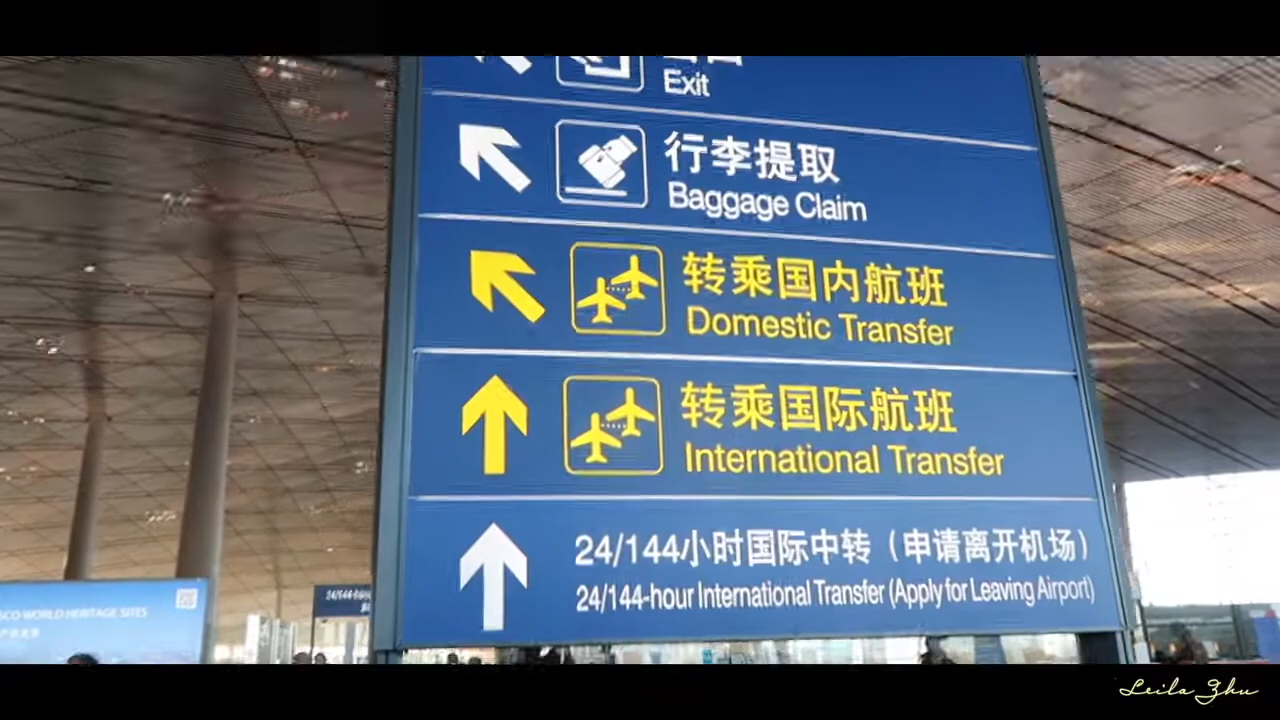 Exit
行李提取
Baggage Claim
转乘国内航班
Domestic Transfer
转乘国际航班
International Transfer
24/144小时国际中转（申请离开机场）
24/144-hour International Transfer (Apply for Leaving Airport)
SCO WORLD HERITAGE SITES
Leila Zhu